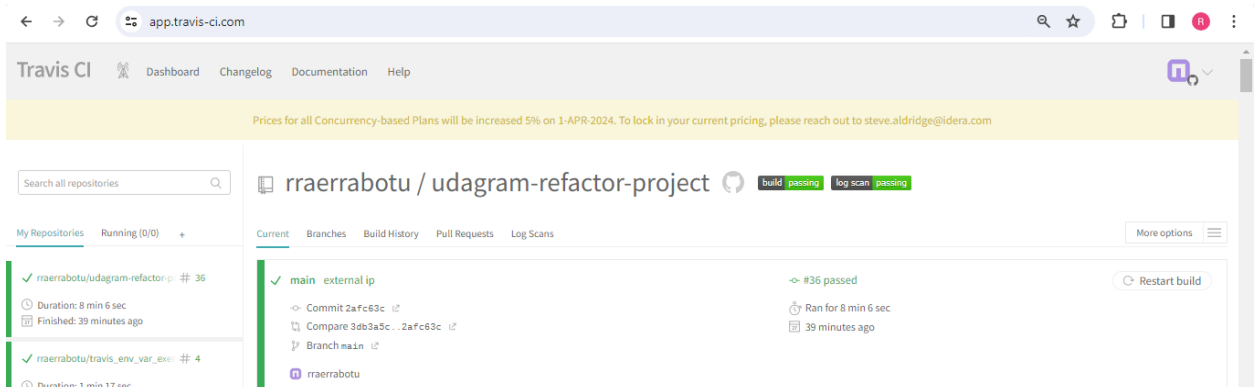 app.travis-ci.com
R
Travis CI Dashboard Changelog Documentation Help
Prices for all Concurrency-based Plans will be increased 5% on 1-APR-2024. To lock in your current pricing, please reach out to steve.aldridge@idera.com
Search all repositories
rraerrabotu / udagram-refactor-project build passing log scan passing
My Repositories Running (0/0) +
Current Branches Build History Pull Requests Log Scans More options
rraerrabotu/udagram-refactor-p # 36
Duration: 8 min 6 sec
Finished: 39 minutes ago
rraerrabotu/travis_env_var_exe # 4
Duration: 1 min 17 sec
main external ip #36 passed Restart build
Commit 2afc63c Ran for 8 min 6 sec
Compare 3db3a5c..2afc63c 39 minutes ago
Branch main
rraerrabotu